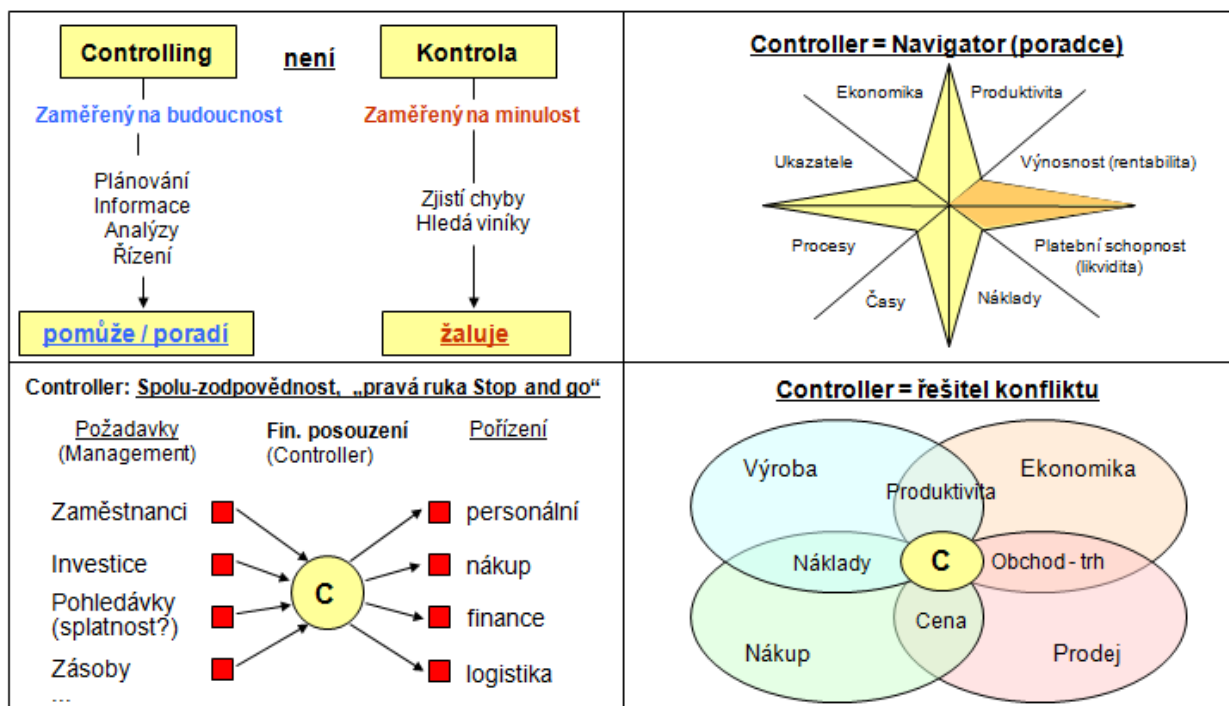 Controlling není Kontrola
Zaměřený na budoucnost
Zaměřený na minulost
Plánování
Informace
Analýzy
Řízení
Zjistí chyby
Hledá viníky
pomůže / poradí
žaluje
Controller = Navigator (poradce)
Ekonomika
Produktivita
Ukazatele
Výnosnost (rentabilita)
Procesy
Platební schopnost
(likvidita)
Časy
Náklady
Controller: Spolu-zodpovědnost, „pravá ruka Stop and go“
Požadavky
(Management)
Fin. posouzení
(Controller)
Pořízení
Zaměstnanci
Investice
Pohledávky
(splatnost?)
Zásoby
...
C
personální
nákup
finance
logistika
Controller = řešitel konfliktu
Výroba
Ekonomika
Produktivita
Náklady
C
Obchod - trh
Cena
Nákup
Prodej